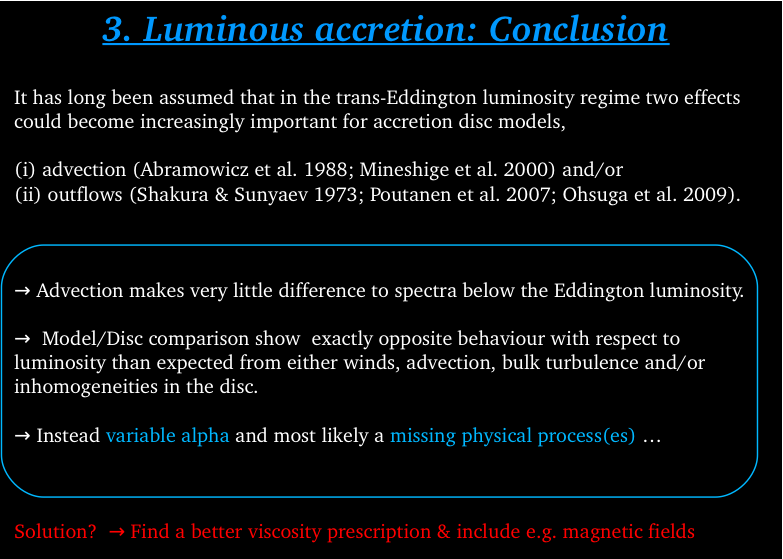 3. Luminous accretion: Conclusion
It has long been assumed that in the trans-Eddington luminosity regime two effects
could become increasingly important for accretion disc models,
(i) advection (Abramowicz et al. 1988; Mineshige et al. 2000) and/or
(ii) outflows (Shakura & Sunyaev 1973; Poutanen et al. 2007; Ohsuga et al. 2009).
→ Advection makes very little difference to spectra below the Eddington luminosity.
→ Model/Disc comparison show exactly opposite behaviour with respect to
luminosity than expected from either winds, advection, bulk turbulence and/or
inhomogeneities in the disc.
→ Instead variable alpha and most likely a missing physical process(es) …
Solution? → Find a better viscosity prescription & include e.g. magnetic fields